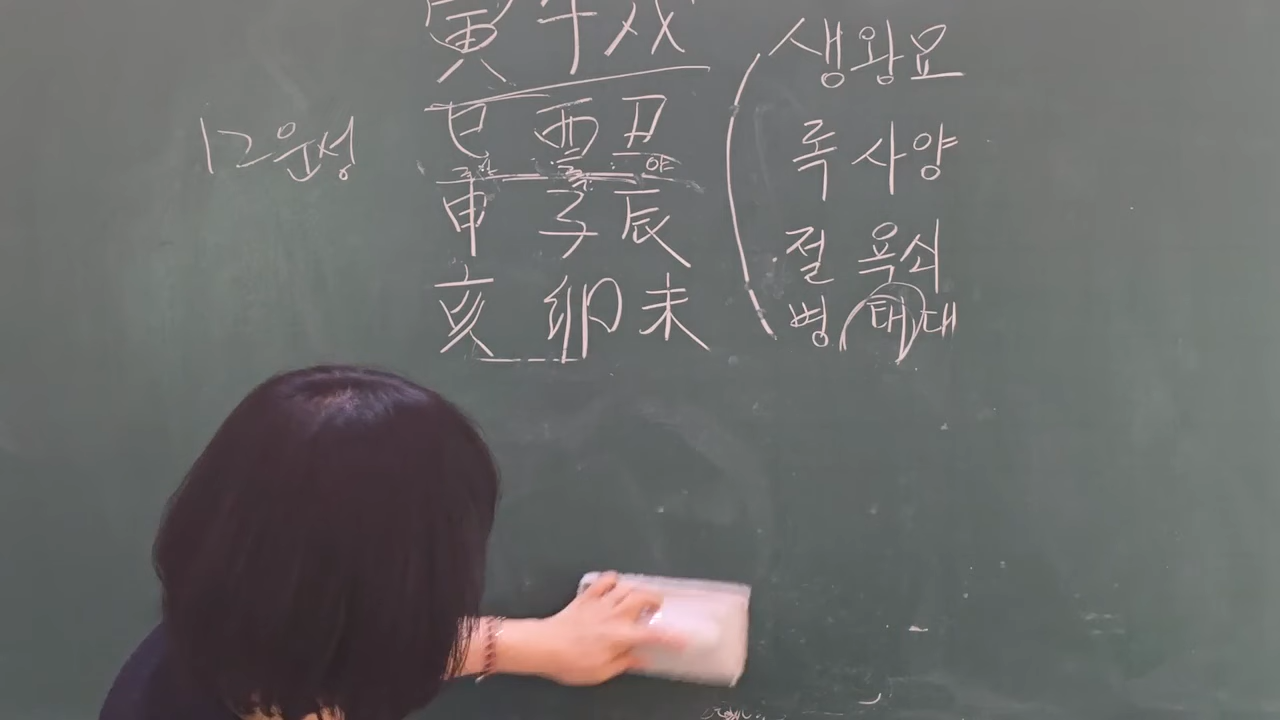 寅午戌 생왕묘
12운성 巳酉丑 록사양
申子辰 절욕쇠
亥卯未 병태대